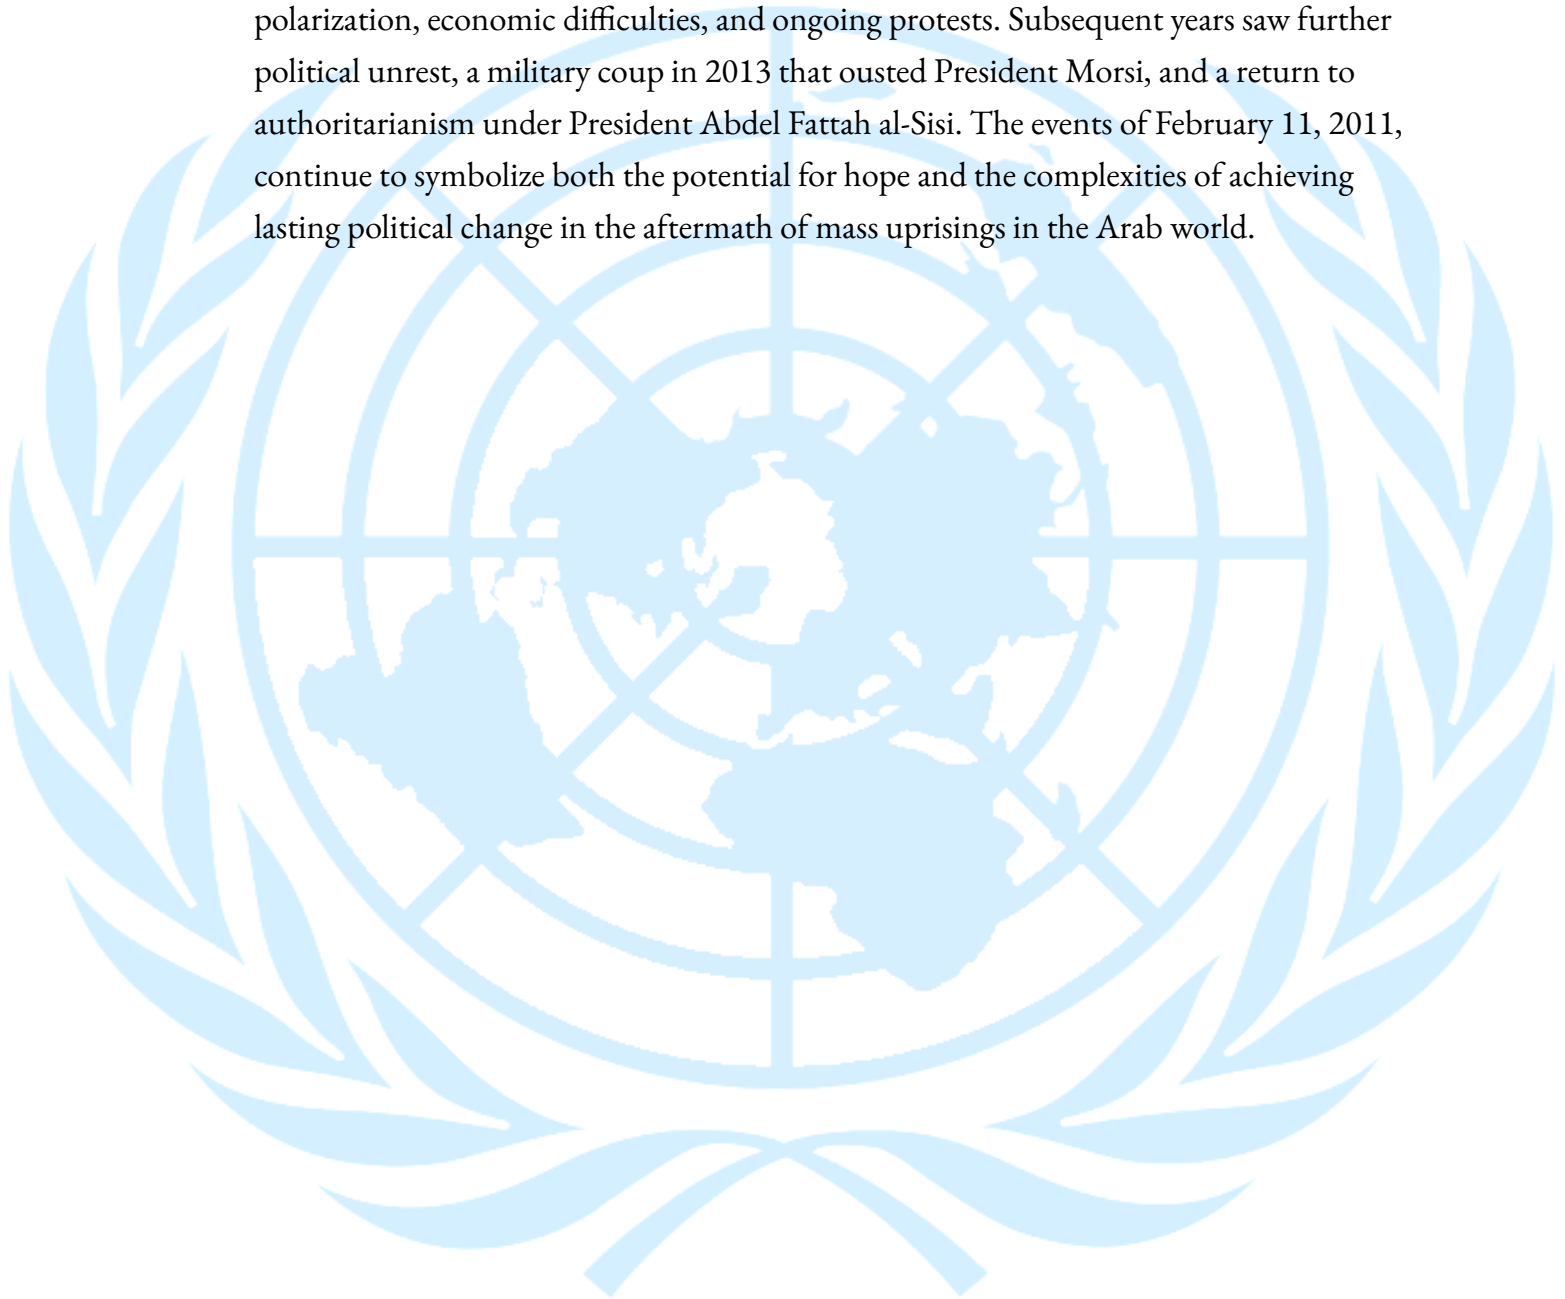 polarization, economic difficulties, and ongoing protests. Subsequent years saw further
political unrest, a military coup in 2013 that ousted President Morsi, and a return to
authoritarianism under President Abdel Fattah al-Sisi. The events of February 11, 2011,
continue to symbolize both the potential for hope and the complexities of achieving
lasting political change in the aftermath of mass uprisings in the Arab world.